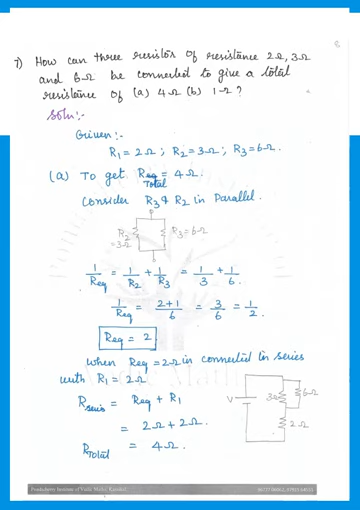 7) How can three resistor of resistance 2Ω, 3Ω
and 6Ω be connected to give a total
resistance of (a) 4Ω (b) 1Ω?
Soln:-
Given:-
R1 = 2Ω ; R2 = 3Ω ; R3 = 6Ω
(a) To get Req = 4Ω.
Total
Consider R3 & R2 in Parallel.
R2 = 3Ω R3 = 6Ω
1/Req = 1/R2 + 1/R3 = 1/3 + 1/6.
1/Req = 2+1/6 = 3/6 = 1/2.
Req = 2
When Req = 2Ω in connected in series
with R1 = 2Ω
Rseries = Req + R1
= 2Ω + 2Ω.
RTotal = 4Ω.
V 3Ω 6Ω
2Ω